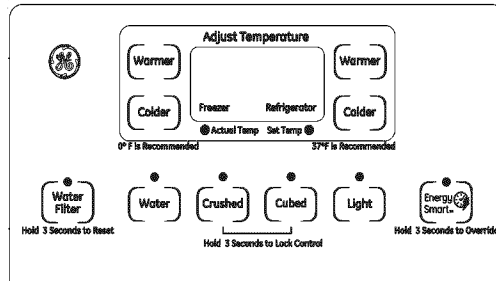 Adjust Temperature
Warmer
Warmer
Colder
Freezer
Refrigerator
Colder
Actual Temp Set Temp
0° F is Recommended
37°F is Recommended
Water Filter
Water
Crushed
Cubed
Light
Energy Smart™
Hold 3 Seconds to Reset
Hold 3 Seconds to Lock Control
Hold 3 Seconds to Override